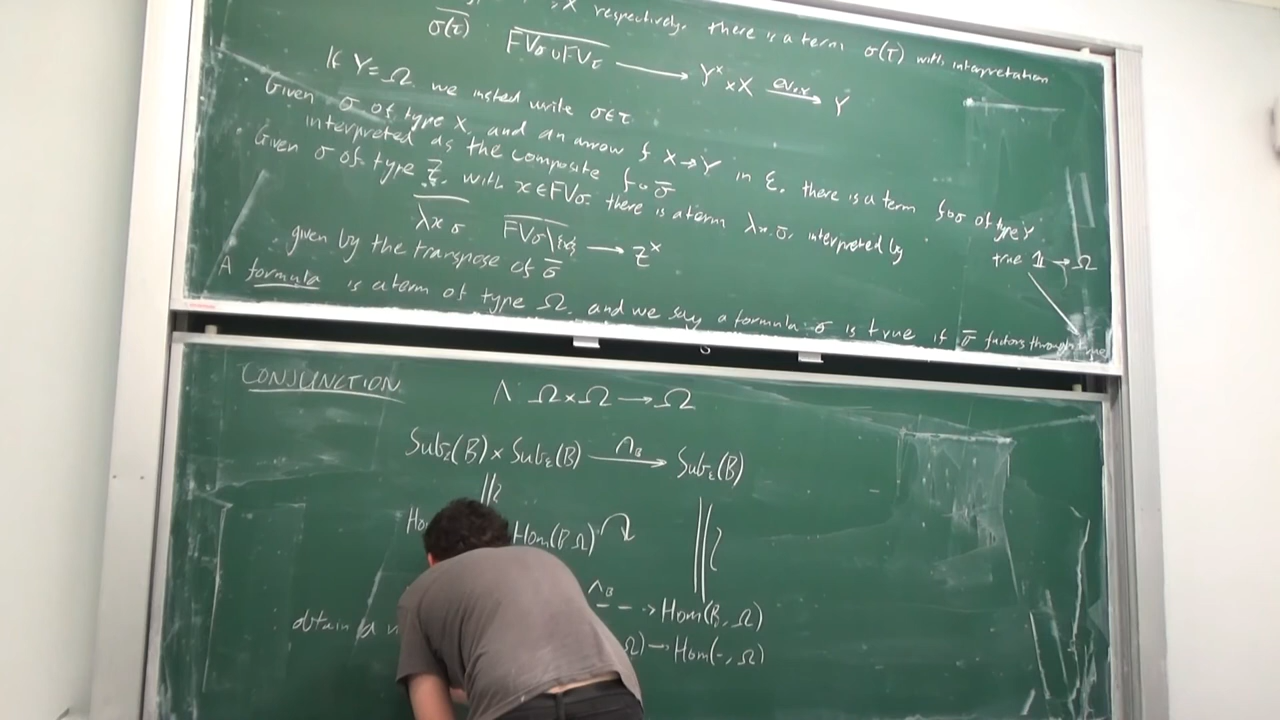 X respectively, there is a term σ(τ) with interpretation
σ(τ) FVσ∪FVτ ⟶ Y^X × X ⟶ Y
If Y=Ω we instead write σ∈τ
Given σ of type X, and an arrow f X→Y in ε, there is a term f∘σ of type Y
interpreted as the composite f∘σ̄
Given σ of type Z, with x∈FVσ there is a term λx.σ, interpreted by
λx.σ FVσ\{x} ⟶ Z^X
given by the transpose of σ̄
true 1→Ω
A formula is a term of type Ω, and we say a formula σ is true if σ̄ factors through true
CONJUNCTION ∧ Ω×Ω ⟶ Ω
Sub_ε(B) × Sub_ε(B) ⟶ Sub_ε(B)
∧_B
Hom(B,Ω)
∧_B
⇢ Hom(B,Ω)
obtain a
Ω) ⟶ Hom(-,Ω)